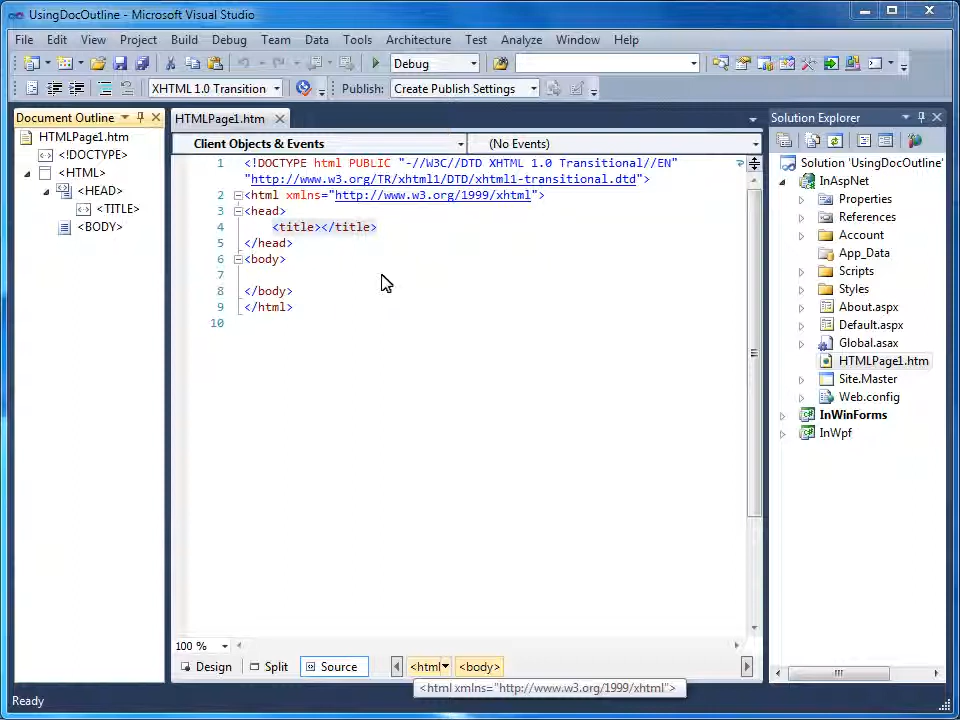 UsingDocOutline - Microsoft Visual Studio
File Edit View Project Build Debug Team Data Tools Architecture Test Analyze Window Help
Debug
XHTML 1.0 Transition Publish: Create Publish Settings
Document Outline
HTMLPage1.htm
<!DOCTYPE>
<HTML>
<HEAD>
<TITLE>
<BODY>
HTMLPage1.htm
Client Objects & Events (No Events)
1 <!DOCTYPE html PUBLIC "-//W3C//DTD XHTML 1.0 Transitional//EN"
"http://www.w3.org/TR/xhtml1/DTD/xhtml1-transitional.dtd">
2 <html xmlns="http://www.w3.org/1999/xhtml">
3 <head>
4 <title></title>
5 </head>
6 <body>
7
8 </body>
9 </html>
10
100 %
Design Split Source <html <body>
<html xmlns="http://www.w3.org/1999/xhtml">
Solution Explorer
Solution 'UsingDocOutline'
InAspNet
Properties
References
Account
App_Data
Scripts
Styles
About.aspx
Default.aspx
Global.asax
HTMLPage1.htm
Site.Master
Web.config
InWinForms
InWpf
Ready